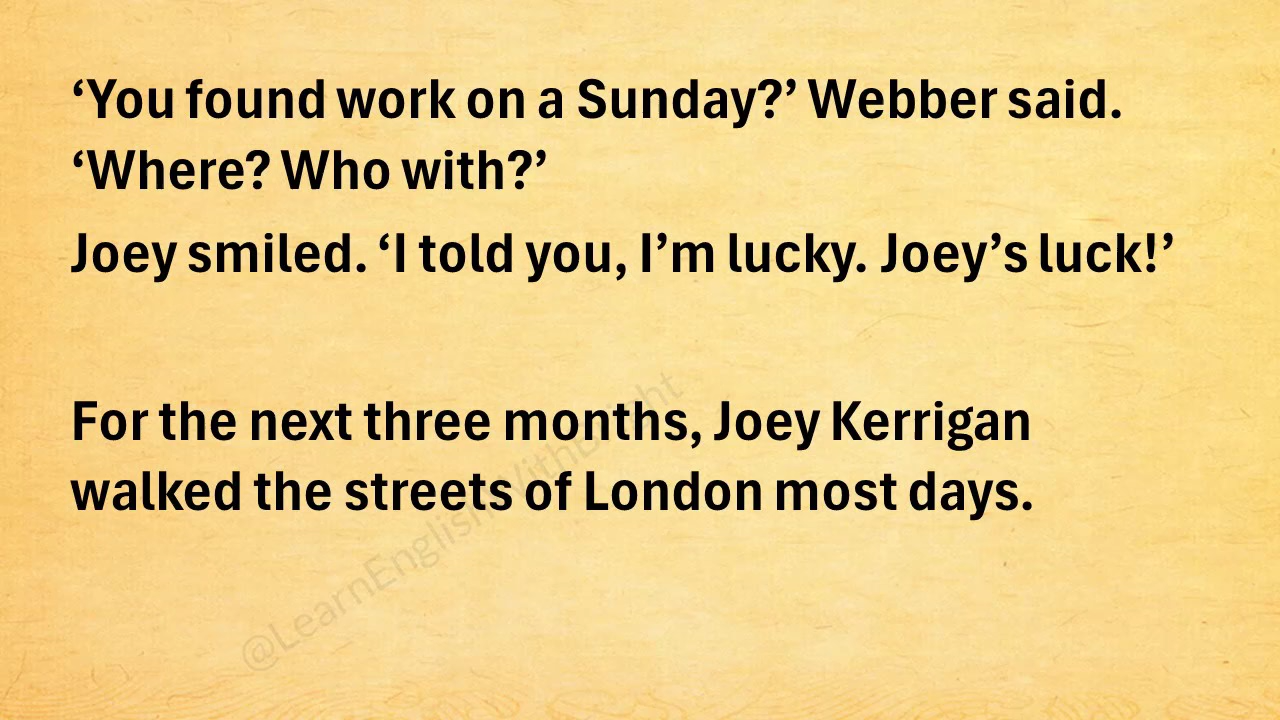 ‘You found work on a Sunday?’ Webber said.
‘Where? Who with?’
Joey smiled. ‘I told you, I’m lucky. Joey’s luck!’
For the next three months, Joey Kerrigan
walked the streets of London most days.
@LearnEnglishWithBright